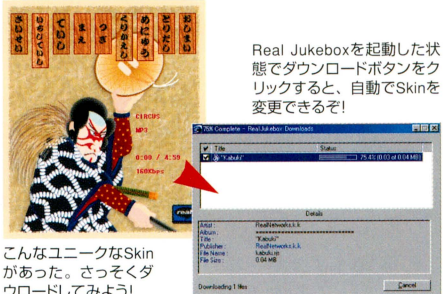 さいせい
いちじていし
ていし
まえ
つぎ
くりかえし
めにゅう
とりだし
おしまい
CIRCUS
MP3
0:00 / 4:59
160Kbps
real
Real Jukeboxを起動した状
態でダウンロードボタンをク
リックすると、自動でSkinを
変更できるぞ!
75% Complete - RealJukebox Downloads
Title Status
"Kabuki" 75.4% (0.03 of 0.04 MB)
Details
Artist : RealNetworks.k.k
Album :
Title "Kabuki"
Publisher : RealNetworks.k.k
File Name : kabuki.rjs
File Size : 0.04 MB
Downloading 1 files
Cancel
こんなユニークなSkin
があった。さっそくダ
ウロードしてみよう!